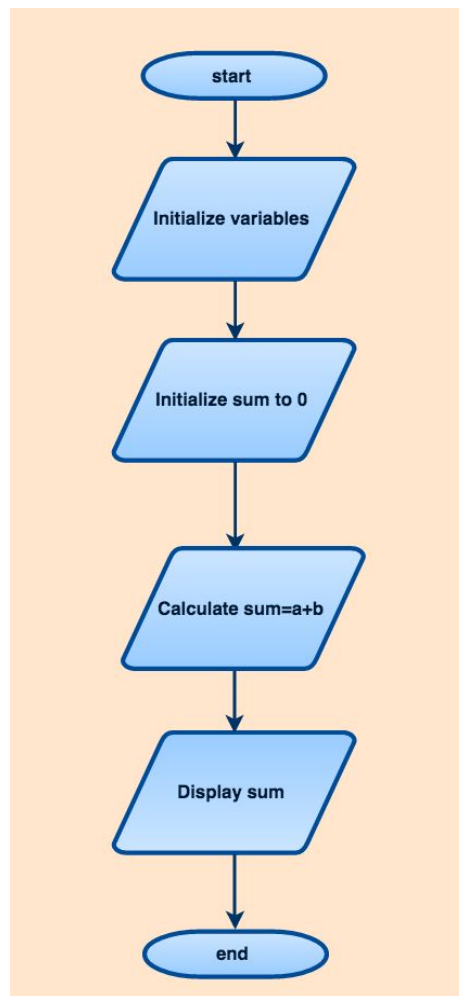 start
Initialize variables
Initialize sum to 0
Calculate sum=a+b
Display sum
end